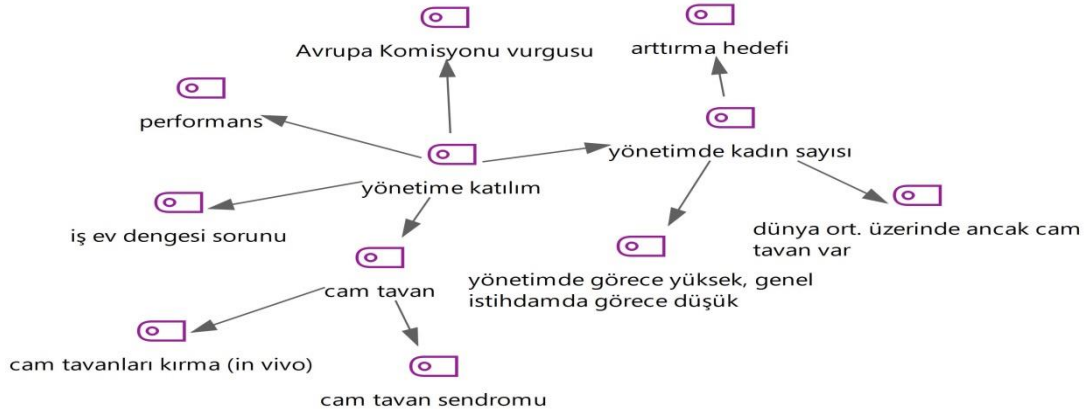 Avrupa Komisyonu vurgusu
arttırma hedefi
performans
yönetimde kadın sayısı
yönetime katılım
iş ev dengesi sorunu
dünya ort. üzerinde ancak cam
tavan var
yönetimde görece yüksek, genel
istihdamda görece düşük
cam tavan
cam tavanları kırma (in vivo)
cam tavan sendromu